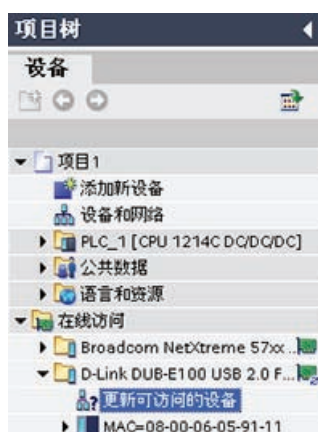 项目树
设备
项目1
添加新设备
设备和网络
PLC_1 [CPU 1214C DC/DC/DC]
公共数据
语言和资源
在线访问
Broadcom NetXtreme 57xx ..
D-Link DUB-E100 USB 2.0 F...
更新可访问的设备
MAC=08-00-06-05-91-11